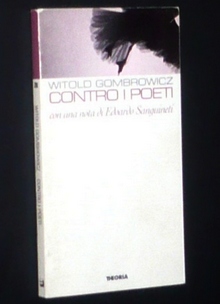 WITOLD GOMBROWICZ
CONTRO I POETI
con una nota di Edoardo Sanguineti
THEORIA